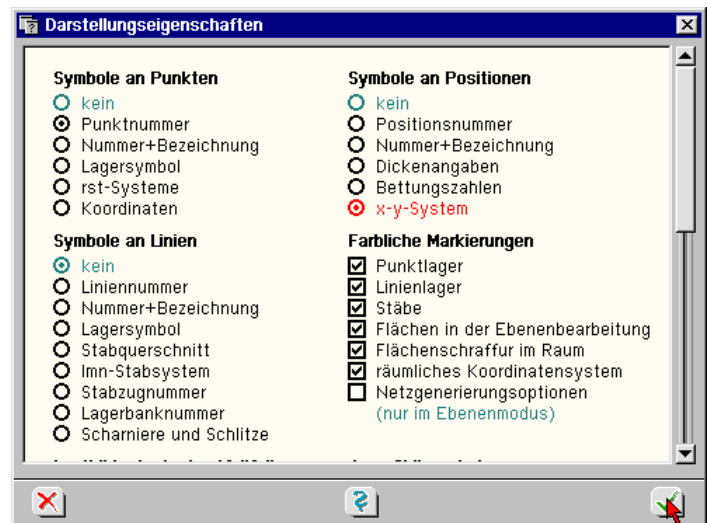 Darstellungseigenschaften
Symbole an Punkten
kein
Punktnummer
Nummer+Bezeichnung
Lagersymbol
rst-Systeme
Koordinaten
Symbole an Positionen
kein
Positionsnummer
Nummer+Bezeichnung
Dickenangaben
Bettungszahlen
x-y-System
Symbole an Linien
kein
Liniennummer
Nummer+Bezeichnung
Lagersymbol
Stabquerschnitt
lmn-Stabsystem
Stabzugnummer
Lagerbanknummer
Scharniere und Schlitze
Farbliche Markierungen
Punktlager
Linienlager
Stäbe
Flächen in der Ebenenbearbeitung
Flächenschraffur im Raum
räumliches Koordinatensystem
Netzgenerierungsoptionen
(nur im Ebenenmodus)